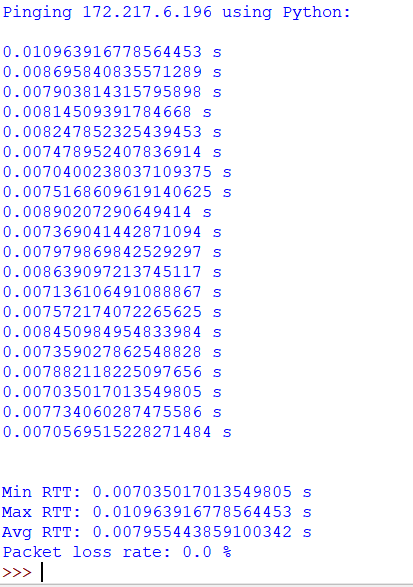 Pinging 172.217.6.196 using Python:
0.010963916778564453 s
0.008695840835571289 s
0.007903814315795898 s
0.00814509391784668 s
0.008247852325439453 s
0.007478952407836914 s
0.0070400238037109375 s
0.0075168609619140625 s
0.00890207290649414 s
0.007369041442871094 s
0.007979869842529297 s
0.008639097213745117 s
0.007136106491088867 s
0.007572174072265625 s
0.008450984954833984 s
0.007359027862548828 s
0.007882118225097656 s
0.007035017013549805 s
0.007734060287475586 s
0.0070569515228271484 s
Min RTT: 0.007035017013549805 s
Max RTT: 0.010963916778564453 s
Avg RTT: 0.007955443859100342 s
Packet loss rate: 0.0 %
>>>